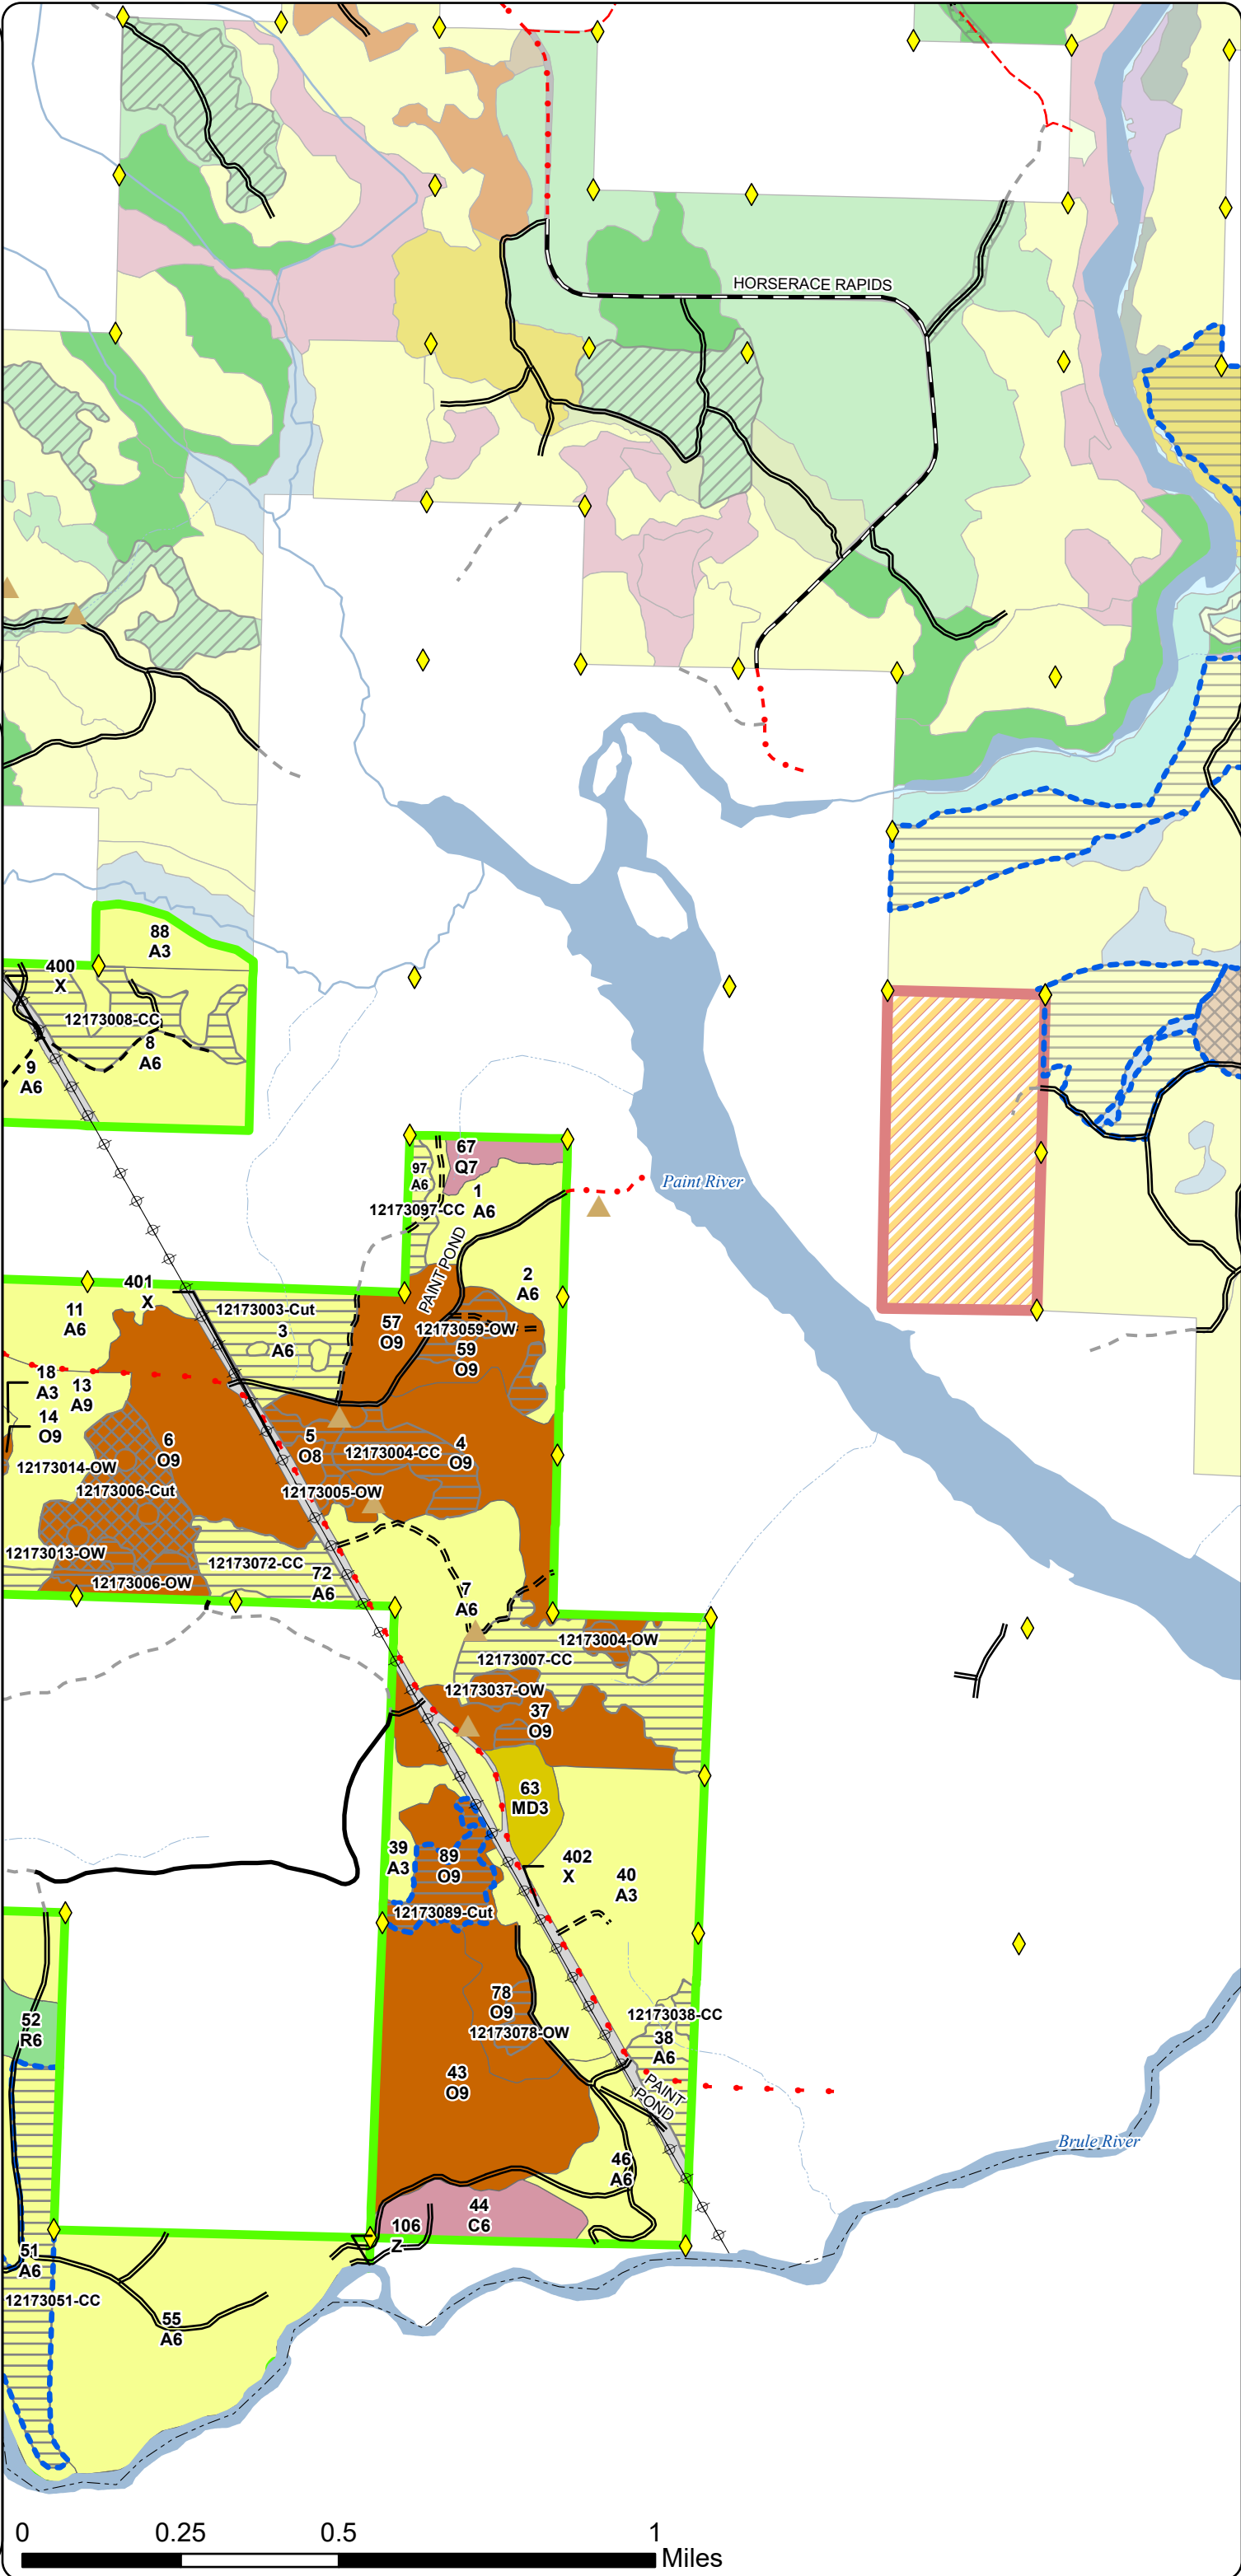 HORSERACE RAPIDS
88
A3
400
X
12173008-CC
8
A6
9
A6
67
Q7
97
A6
1
A6
12173097-CC
Paint River
PAINT POND
2
A6
401
X
12173003-Cut
3
A6
11
A6
57
O9
12173059-OW
59
O9
18
A3
13
A9
14
O9
6
O9
5
O8
12173004-CC
4
O9
12173014-OW
12173006-Cut
12173005-OW
12173013-OW
12173006-OW
12173072-CC
72
A6
7
A6
12173004-OW
12173007-CC
12173037-OW
37
O9
63
MD3
39
A3
89
O9
402
X
40
A3
12173089-Cut
78
O9
12173078-OW
12173038-CC
38
A6
52
R6
43
O9
PAINT
POND
Brule River
46
A6
44
C6
106
Z
51
A6
12173051-CC
55
A6
0 0.25 0.5 1
Miles